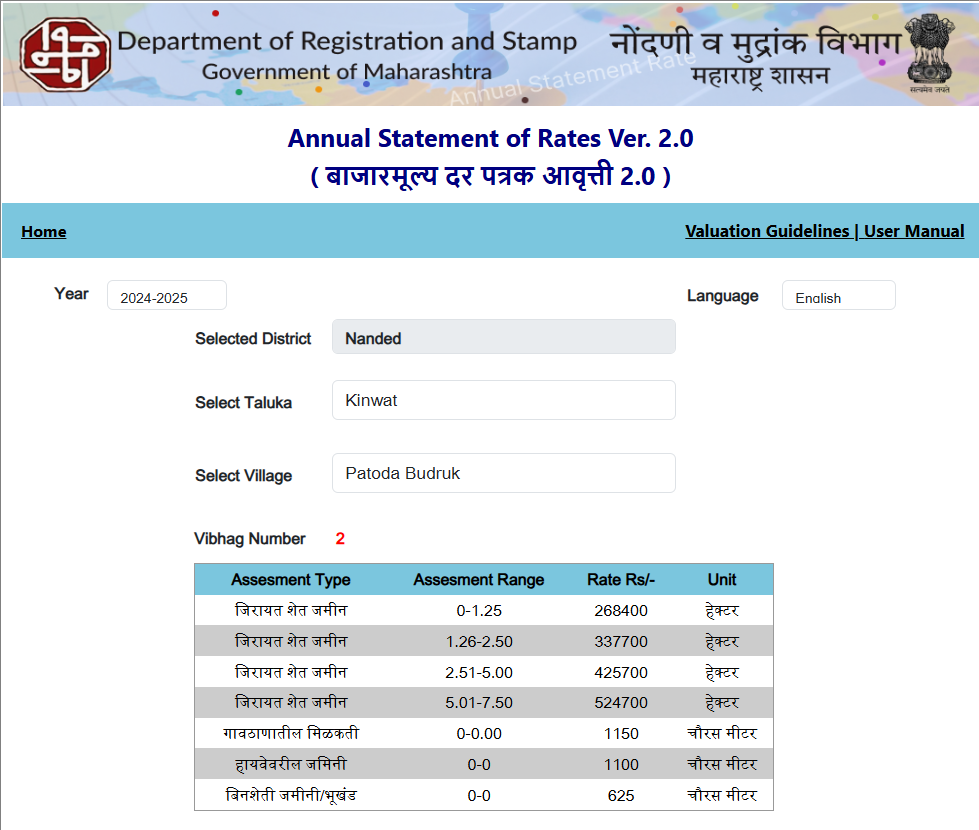 Department of Registration and Stamp
Government of Maharashtra
नोंदणी व मुद्रांक विभाग
महाराष्ट्र शासन
सत्यमेव जयते
Annual Statement Rate
Annual Statement of Rates Ver. 2.0
( बाजारमूल्य दर पत्रक आवृत्ती 2.0 )
Home Valuation Guidelines | User Manual
Year 2024-2025 Language English
Selected District Nanded
Select Taluka Kinwat
Select Village Patoda Budruk
Vibhag Number 2
Assesment Type Assesment Range Rate Rs/- Unit
जिरायत शेत जमीन 0-1.25 268400 हेक्टर
जिरायत शेत जमीन 1.26-2.50 337700 हेक्टर
जिरायत शेत जमीन 2.51-5.00 425700 हेक्टर
जिरायत शेत जमीन 5.01-7.50 524700 हेक्टर
गावठाणातील मिळकती 0-0.00 1150 चौरस मीटर
हायवेवरील जमिनी 0-0 1100 चौरस मीटर
बिनशेती जमीनी/भूखंड 0-0 625 चौरस मीटर